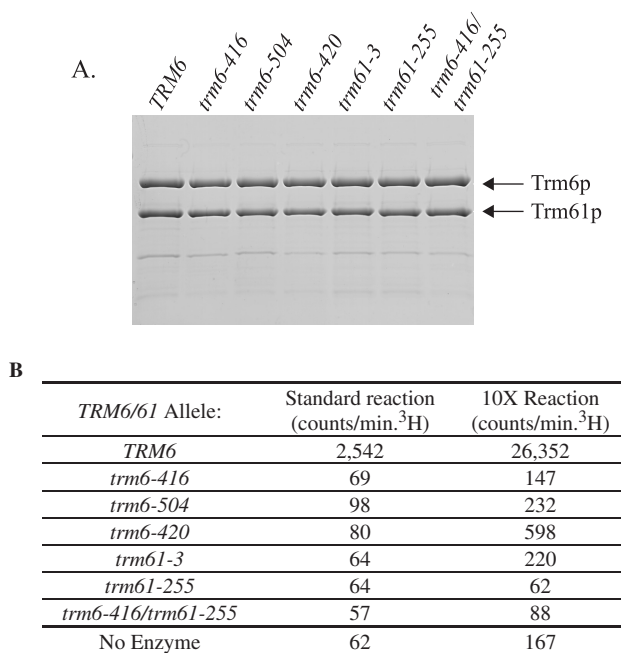 A.
TRM6
trm6-416
trm6-504
trm6-420
trm61-3
trm61-255
trm6-416/
trm61-255
Trm6p
Trm61p
B
TRM6/61 Allele: Standard reaction (counts/min.³H) 10X Reaction (counts/min.³H)
TRM6 2,542 26,352
trm6-416 69 147
trm6-504 98 232
trm6-420 80 598
trm61-3 64 220
trm61-255 64 62
trm6-416/trm61-255 57 88
No Enzyme 62 167